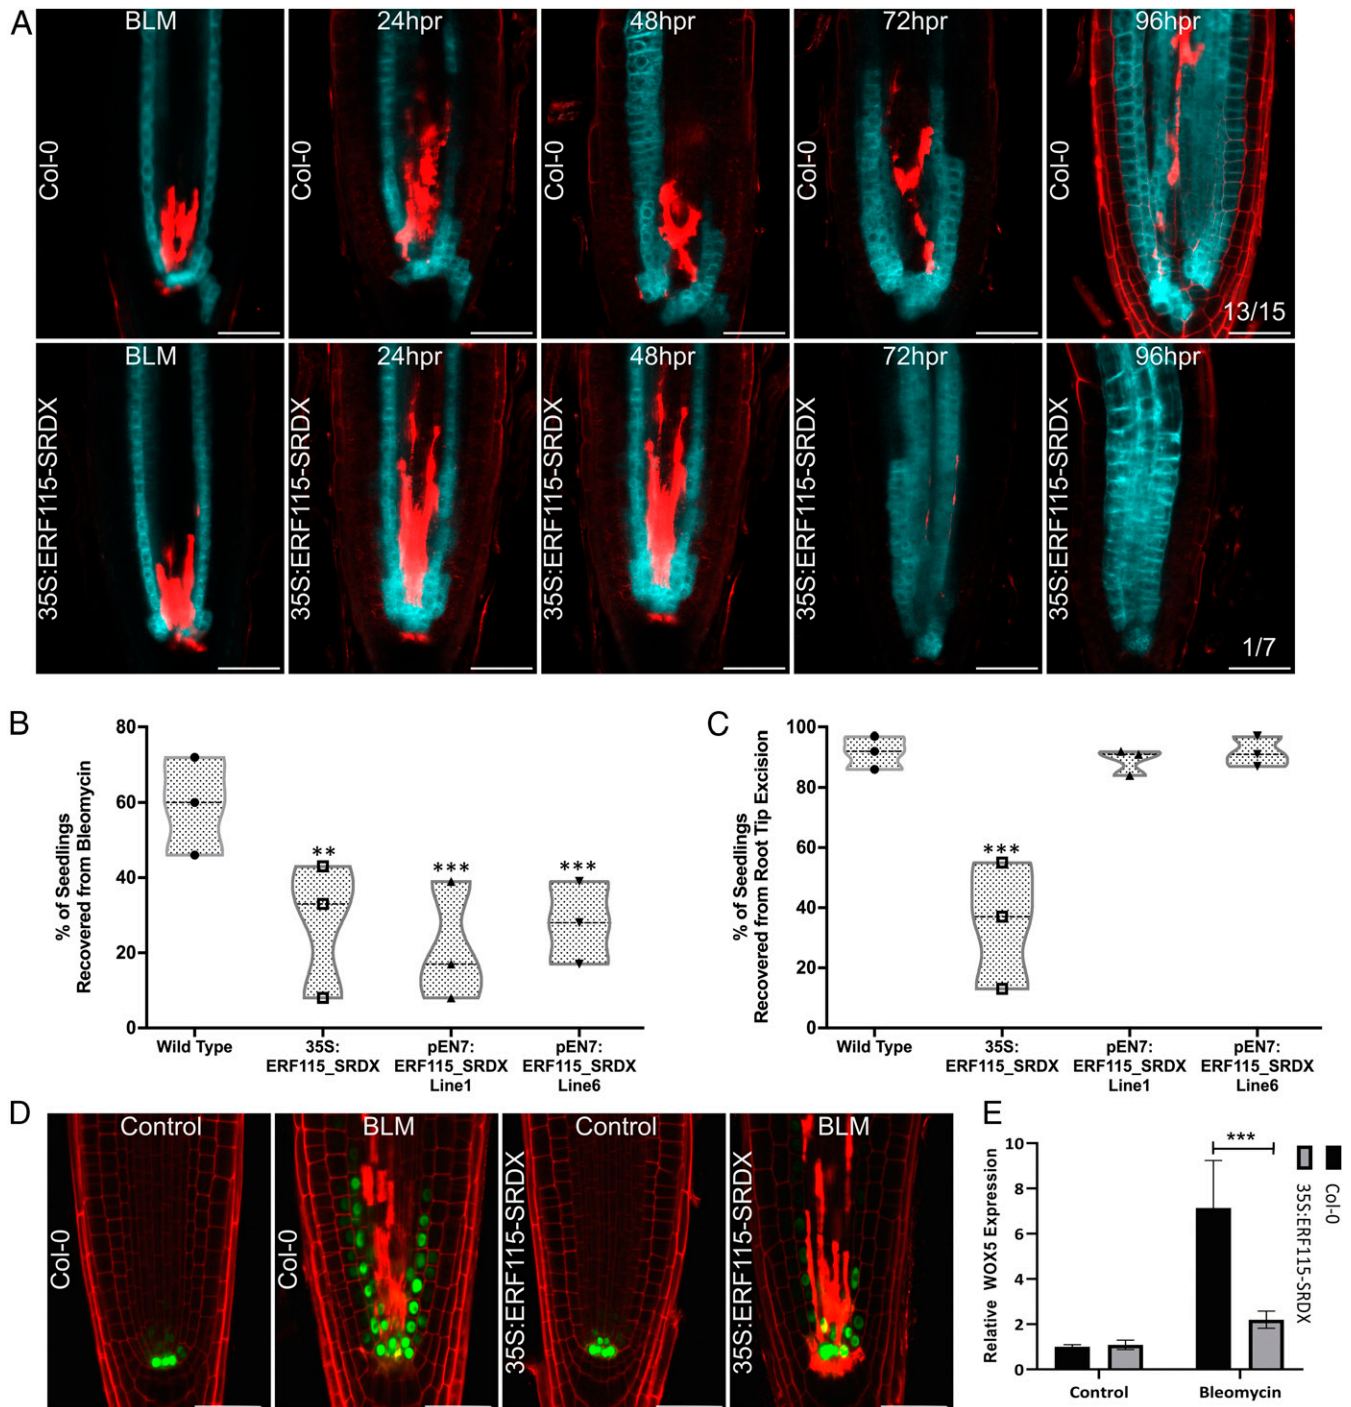 A
BLM
24hpr
48hpr
72hpr
96hpr
Col-0
Col-0
Col-0
Col-0
Col-0
13/15
BLM
24hpr
48hpr
72hpr
96hpr
35S:ERF115-SRDX
35S:ERF115-SRDX
35S:ERF115-SRDX
35S:ERF115-SRDX
35S:ERF115-SRDX
1/7
B
% of Seedlings
Recovered from Bleomycin
80
60
40
20
0
**
***
***
Wild Type
35S:
ERF115_SRDX
pEN7:
ERF115_SRDX
Line1
pEN7:
ERF115_SRDX
Line6
C
% of Seedlings
Recovered from Root Tip Excision
100
80
60
40
20
0
***
Wild Type
35S:
ERF115_SRDX
pEN7:
ERF115_SRDX
Line1
pEN7:
ERF115_SRDX
Line6
D
Control
BLM
Control
BLM
Col-0
Col-0
35S:ERF115-SRDX
35S:ERF115-SRDX
E
Relative WOX5 Expression
10
8
6
4
2
0
***
Control
Bleomycin
Col-0
35S:ERF115-SRDX